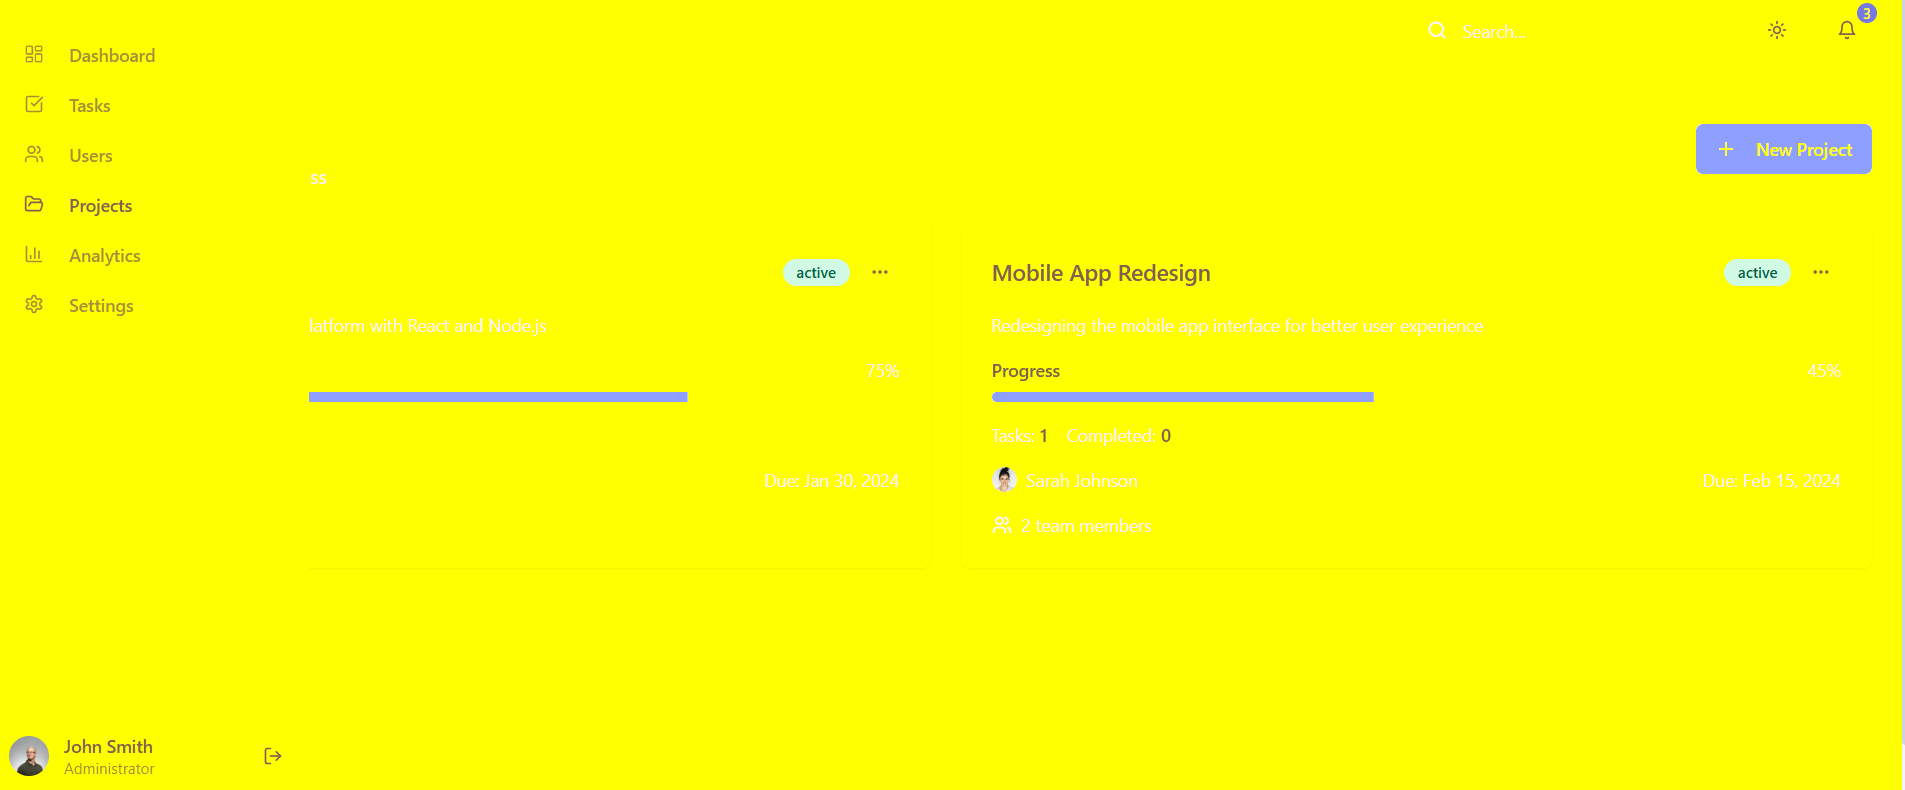 Search...
3
Dashboard
Tasks
Users
Projects
Analytics
Settings
New Project
ss
active
latform with React and Node.js
75%
Due: Jan 30, 2024
Mobile App Redesign
active
Redesigning the mobile app interface for better user experience
Progress
45%
Tasks: 1 Completed: 0
Sarah Johnson
Due: Feb 15, 2024
2 team members
John Smith
Administrator